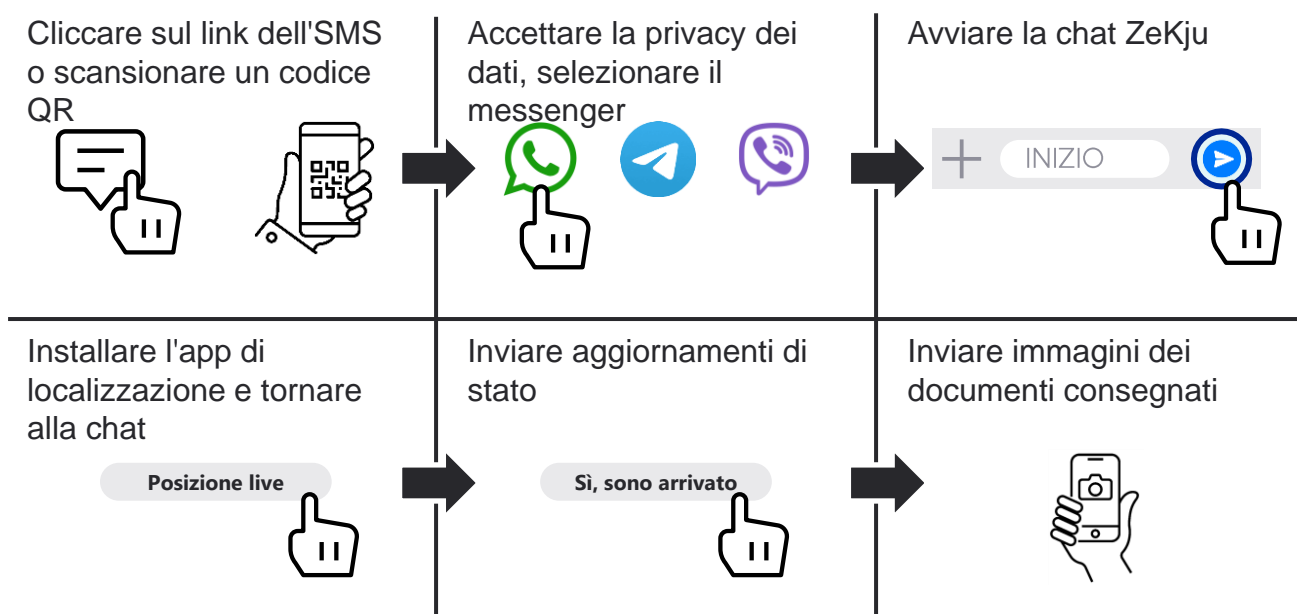 Cliccare sul link dell'SMS
o scansionare un codice
QR
Accettare la privacy dei
dati, selezionare il
messenger
Avviare la chat ZeKju
INIZIO
Installare l'app di
localizzazione e tornare
alla chat
Posizione live
Inviare aggiornamenti di
stato
Sì, sono arrivato
Inviare immagini dei
documenti consegnati